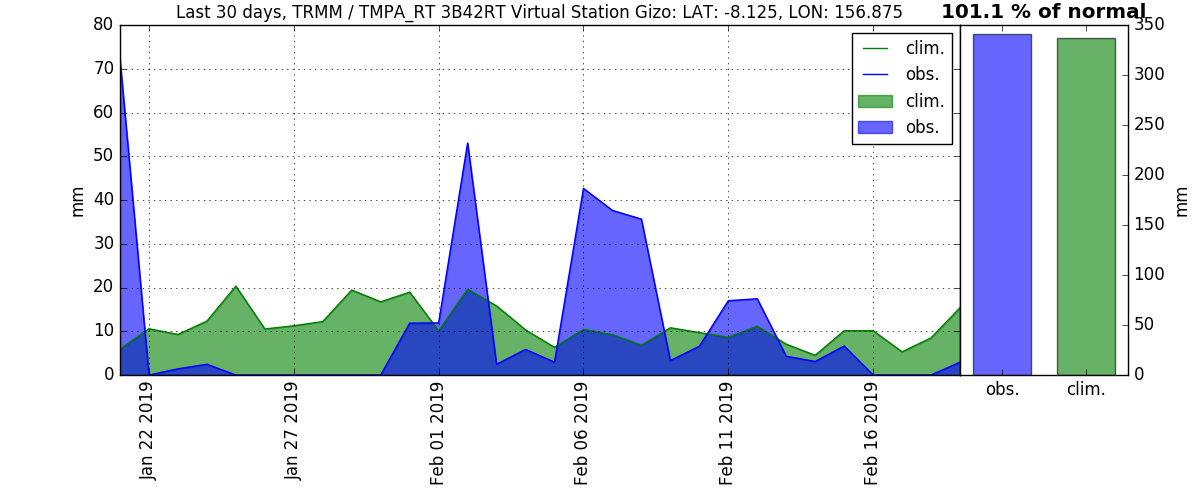 Last 30 days, TRMM / TMPA_RT 3B42RT Virtual Station Gizo: LAT: -8.125, LON: 156.875
101.1 % of normal
80
70
60
50
40
30
20
10
0
mm
clim.
obs.
clim.
obs.
Jan 22 2019
Jan 27 2019
Feb 01 2019
Feb 06 2019
Feb 11 2019
Feb 16 2019
350
300
250
200
150
100
50
0
mm
obs.
clim.